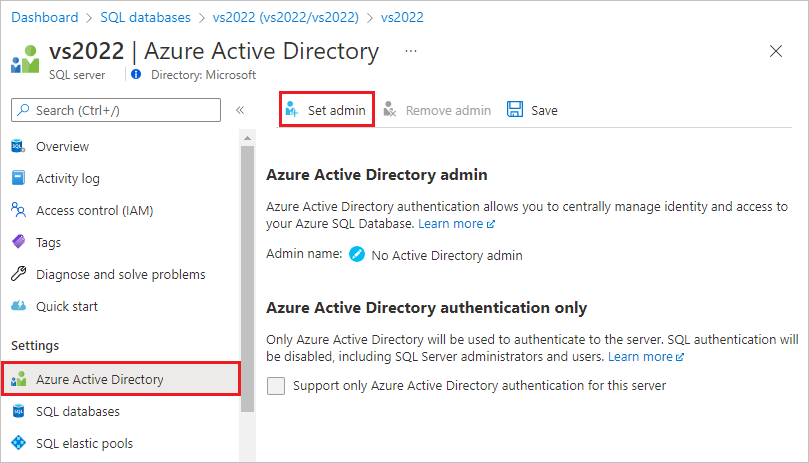 Dashboard > SQL databases > vs2022 (vs2022/vs2022) > vs2022
vs2022 | Azure Active Directory ...
SQL server
Directory: Microsoft
Search (Ctrl+/)
«
Overview
Activity log
Access control (IAM)
Tags
Diagnose and solve problems
Quick start
Settings
Azure Active Directory
SQL databases
SQL elastic pools
Set admin
Remove admin
Save
Azure Active Directory admin
Azure Active Directory authentication allows you to centrally manage identity and access to
your Azure SQL Database. Learn more
Admin name: No Active Directory admin
Azure Active Directory authentication only
Only Azure Active Directory will be used to authenticate to the server. SQL authentication will
be disabled, including SQL Server administrators and users. Learn more
Support only Azure Active Directory authentication for this server